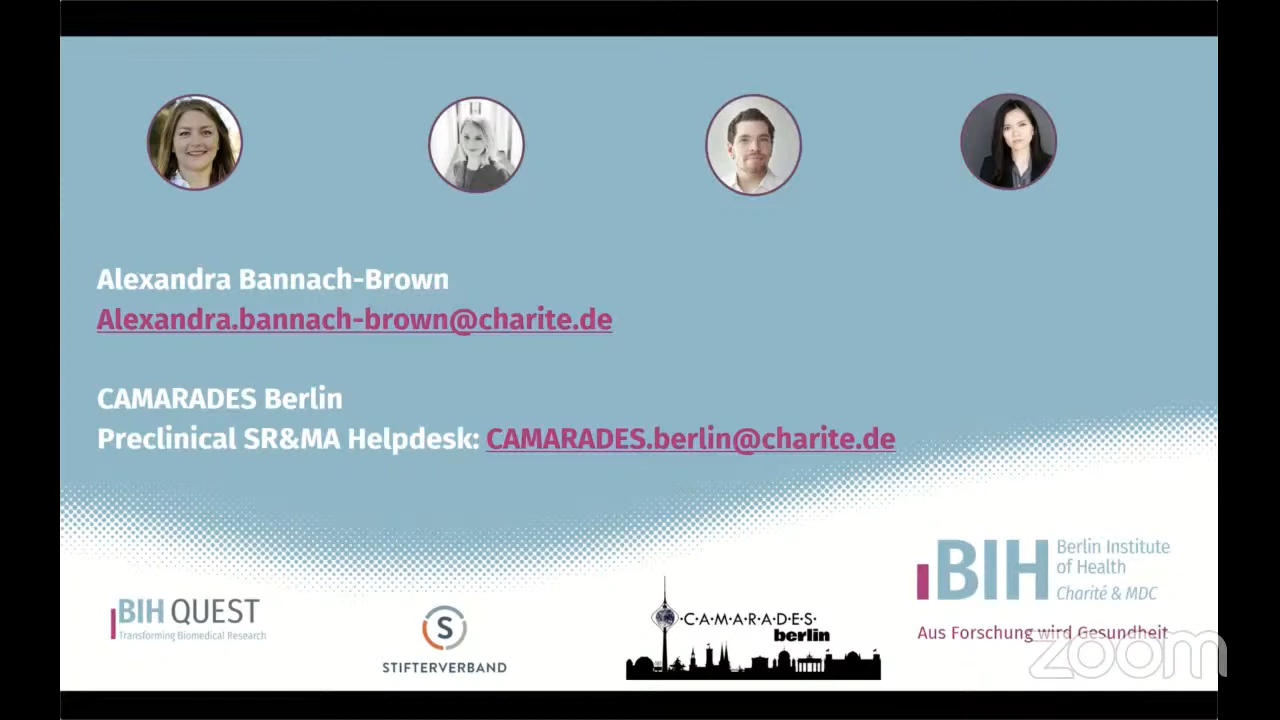 Alexandra Bannach-Brown
Alexandra.bannach-brown@charite.de
CAMARADES Berlin
Preclinical SR&MA Helpdesk: CAMARADES.berlin@charite.de
BIH QUEST
Transforming Biomedical Research
S
STIFTERVERBAND
C·A·M·A·R·A·D·E·S·
berlin
BIH Berlin Institute
of Health
Charité & MDC
Aus Forschung wird Gesundheit
zoom